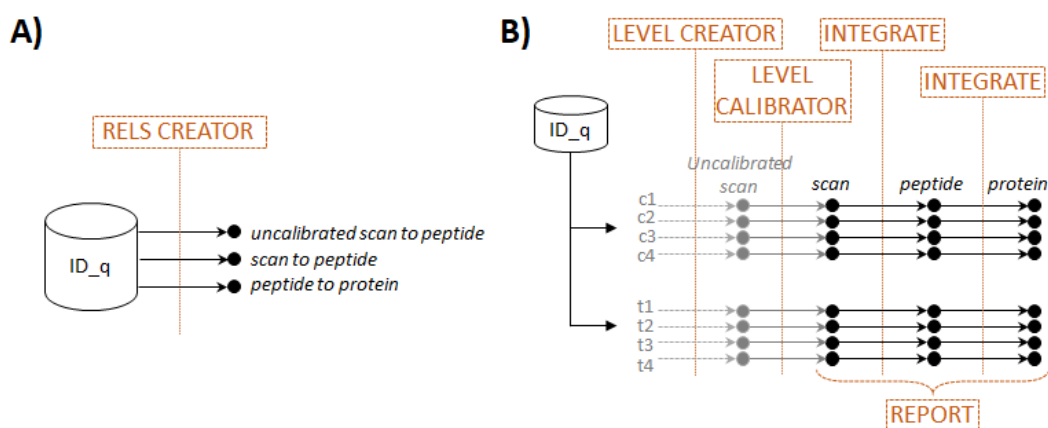 A)
RELS CREATOR
ID_q
uncalibrated scan to peptide
scan to peptide
peptide to protein
B)
LEVEL CREATOR
INTEGRATE
LEVEL
CALIBRATOR
INTEGRATE
ID_q
Uncalibrated
scan
scan
peptide
protein
c1
c2
c3
c4
t1
t2
t3
t4
REPORT